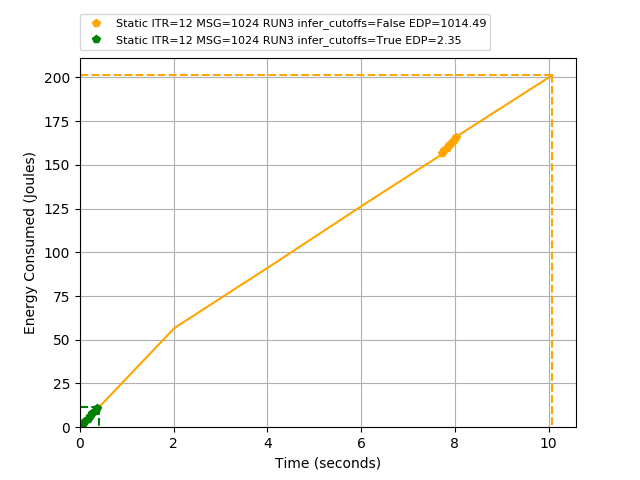 Static ITR=12 MSG=1024 RUN3 infer_cutoffs=False EDP=1014.49
Static ITR=12 MSG=1024 RUN3 infer_cutoffs=True EDP=2.35
200
175
150
125
100
75
50
25
0
Energy Consumed (Joules)
0 2 4 6 8 10
Time (seconds)